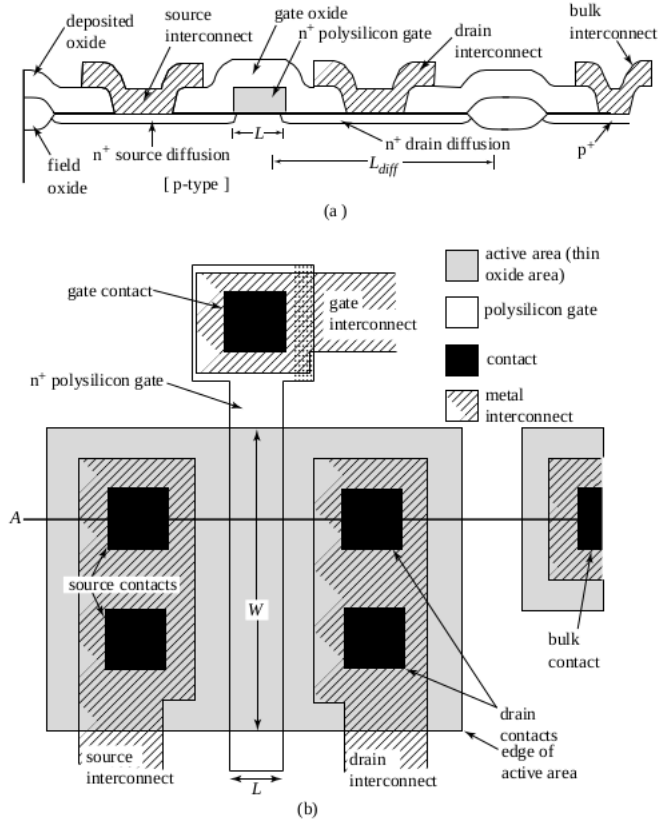 deposited
oxide
source
interconnect
gate oxide
n+ polysilicon gate
drain
interconnect
bulk
interconnect
L
field
oxide
n+ source diffusion
[ p-type ]
n+ drain diffusion
Ldiff
p+
(a )
gate contact
gate
interconnect
n+ polysilicon gate
active area (thin
oxide area)
polysilicon gate
contact
metal
interconnect
A
source contacts
W
bulk
contact
drain
contacts
edge of
active area
source
interconnect
L
drain
interconnect
(b)